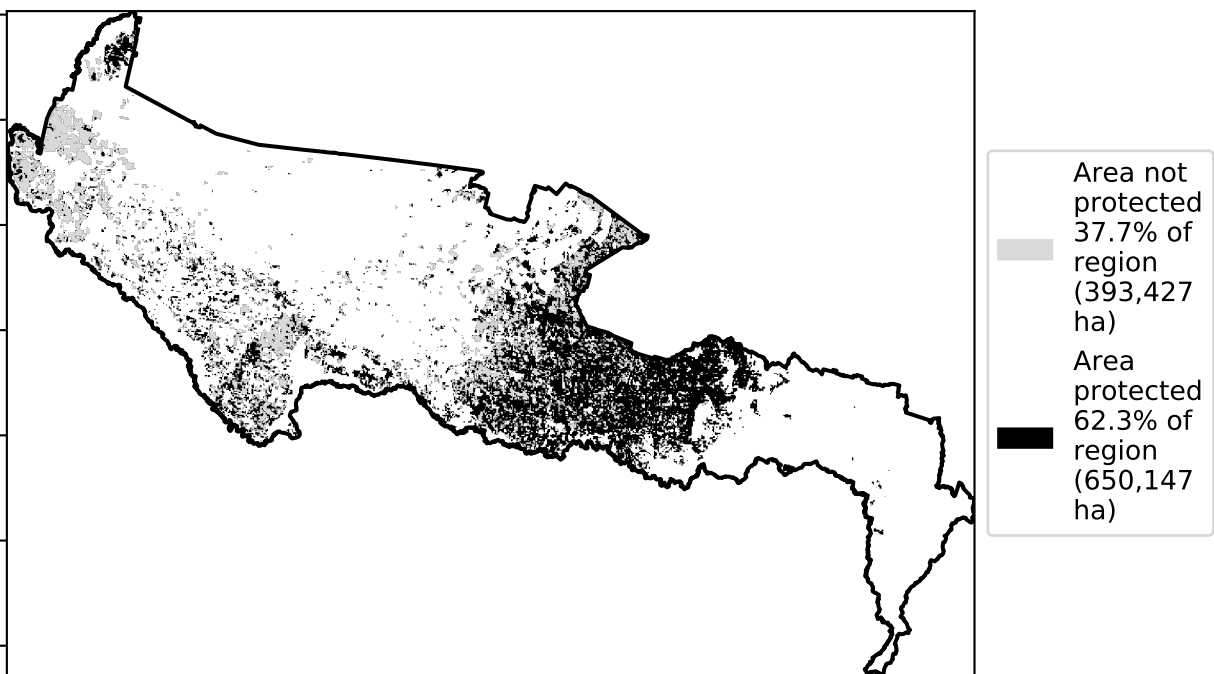 Area not
protected
37.7% of
region
(393,427
ha)
Area
protected
62.3% of
region
(650,147
ha)